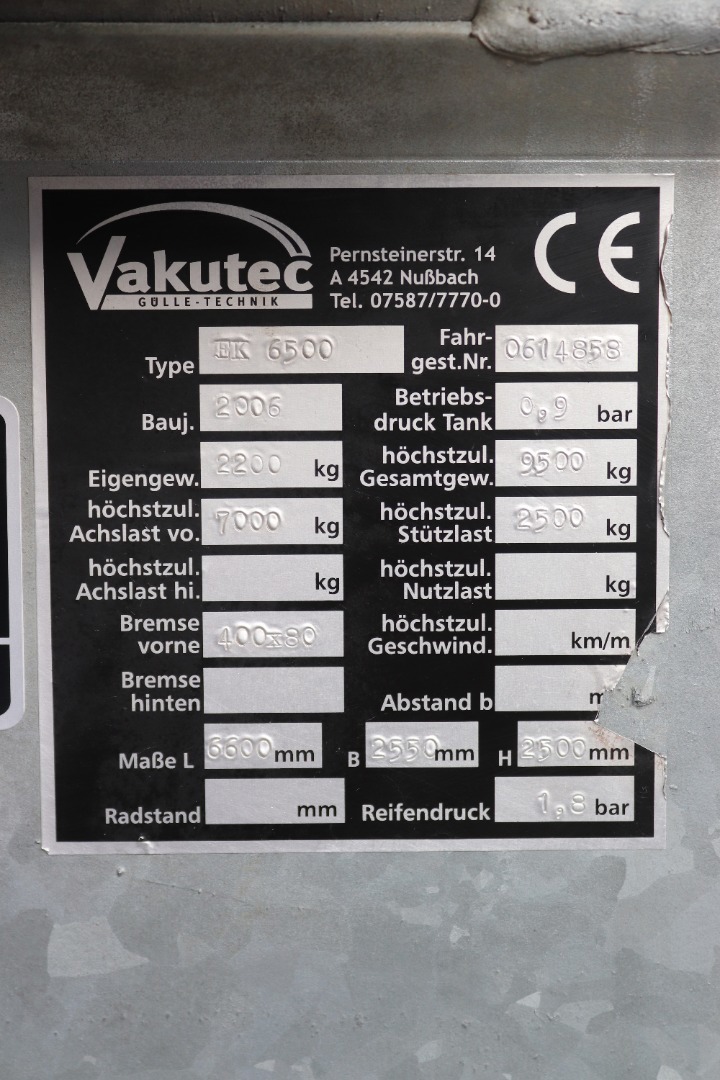 Vakutec
GÜLLE-TECHNIK
Pernsteinerstr. 14
A 4542 Nußbach
Tel. 07587/7770-0
CE
Type EK 6500
Fahr-
gest.Nr. 0614858
Bauj. 2006
Betriebs-
druck Tank 0,9 bar
Eigengew. 2200 kg
höchstzul.
Gesamtgew. 9500 kg
höchstzul.
Achslast vo. 7000 kg
höchstzul.
Stützlast 2500 kg
höchstzul.
Achslast hi. kg
höchstzul.
Nutzlast kg
Bremse
vorne 400x80
höchstzul.
Geschwind. km/m
Bremse
hinten
Abstand b
Maße L 6600 mm B 2550 mm H 2500 mm
Radstand mm
Reifendruck 1,8 bar